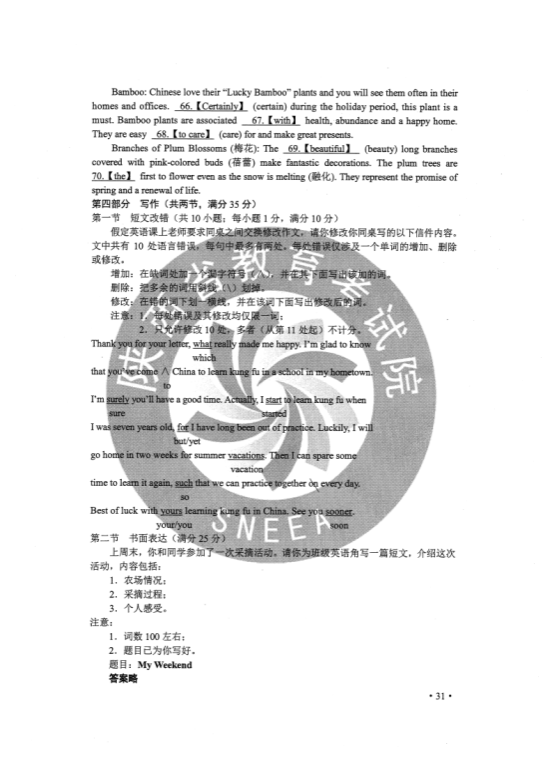 Bamboo: Chinese love their “Lucky Bamboo” plants and you will see them often in their
homes and offices. 66.【Certainly】 (certain) during the holiday period, this plant is a
must. Bamboo plants are associated 67.【with】 health, abundance and a happy home.
They are easy 68.【to care】 (care) for and make great presents.
Branches of Plum Blossoms (梅花): The 69.【beautiful】 (beauty) long branches
covered with pink-colored buds (蓓蕾) make fantastic decorations. The plum trees are
70.【the】 first to flower even as the snow is melting (融化). They represent the promise of
spring and a renewal of life.
第四部分 写作（共两节，满分 35 分）
第一节 短文改错（共 10 小题；每小题 1 分，满分 10 分）
假定英语课上老师要求同桌之间交换修改作文，请你修改你同桌写的以下信件内容。
文中共有 10 处语言错误，每句中最多有两处。每处错误仅涉及一个单词的增加、删除
或修改。
增加：在缺词处加一个漏字符号（∧），并在其下面写出该加的词。
删除：把多余的词用斜线（\）划掉。
修改：在错的词下划一横线，并在该词下面写出修改后的词。
注意：1．每处错误及其修改均仅限一词；
2．只允许修改 10 处，多者（从第 11 处起）不计分。
Thank you for your letter, what really made me happy. I'm glad to know
which
that you've come ∧ China to learn kung fu in a school in my hometown.
to
I'm surely you'll have a good time. Actually, I start to learn kung fu when
sure started
I was seven years old, for I have long been out of practice. Luckily, I will
but/yet
go home in two weeks for summer vacations. Then I can spare some
vacation
time to learn it again, such that we can practice together on\ every day.
so
Best of luck with yours learning kung fu in China. See you sooner.
your/you soon
第二节 书面表达（满分 25 分）
上周末，你和同学参加了一次采摘活动。请你为班级英语角写一篇短文，介绍这次
活动，内容包括：
1．农场情况；
2．采摘过程；
3．个人感受。
注意：
1．词数 100 左右；
2．题目已为你写好。
题目：My Weekend
答案略
·31·
陕西省教育考试院
SNEEA